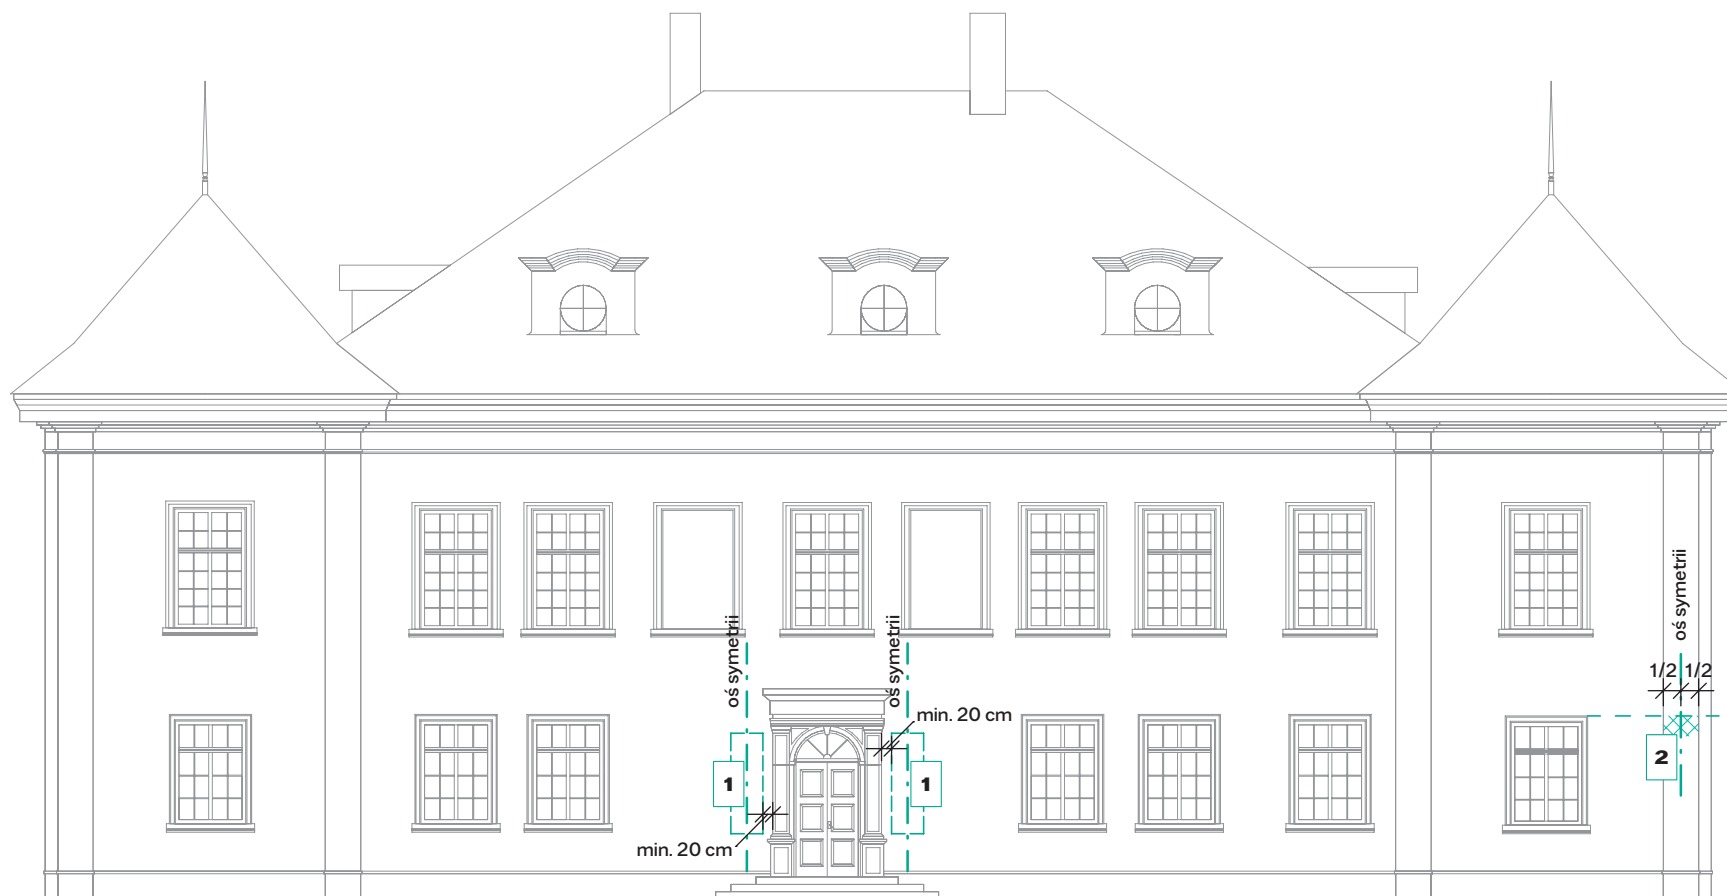 oś symetrii
oś symetrii
oś symetrii
1/2
1/2
min. 20 cm
1
1
2
min. 20 cm